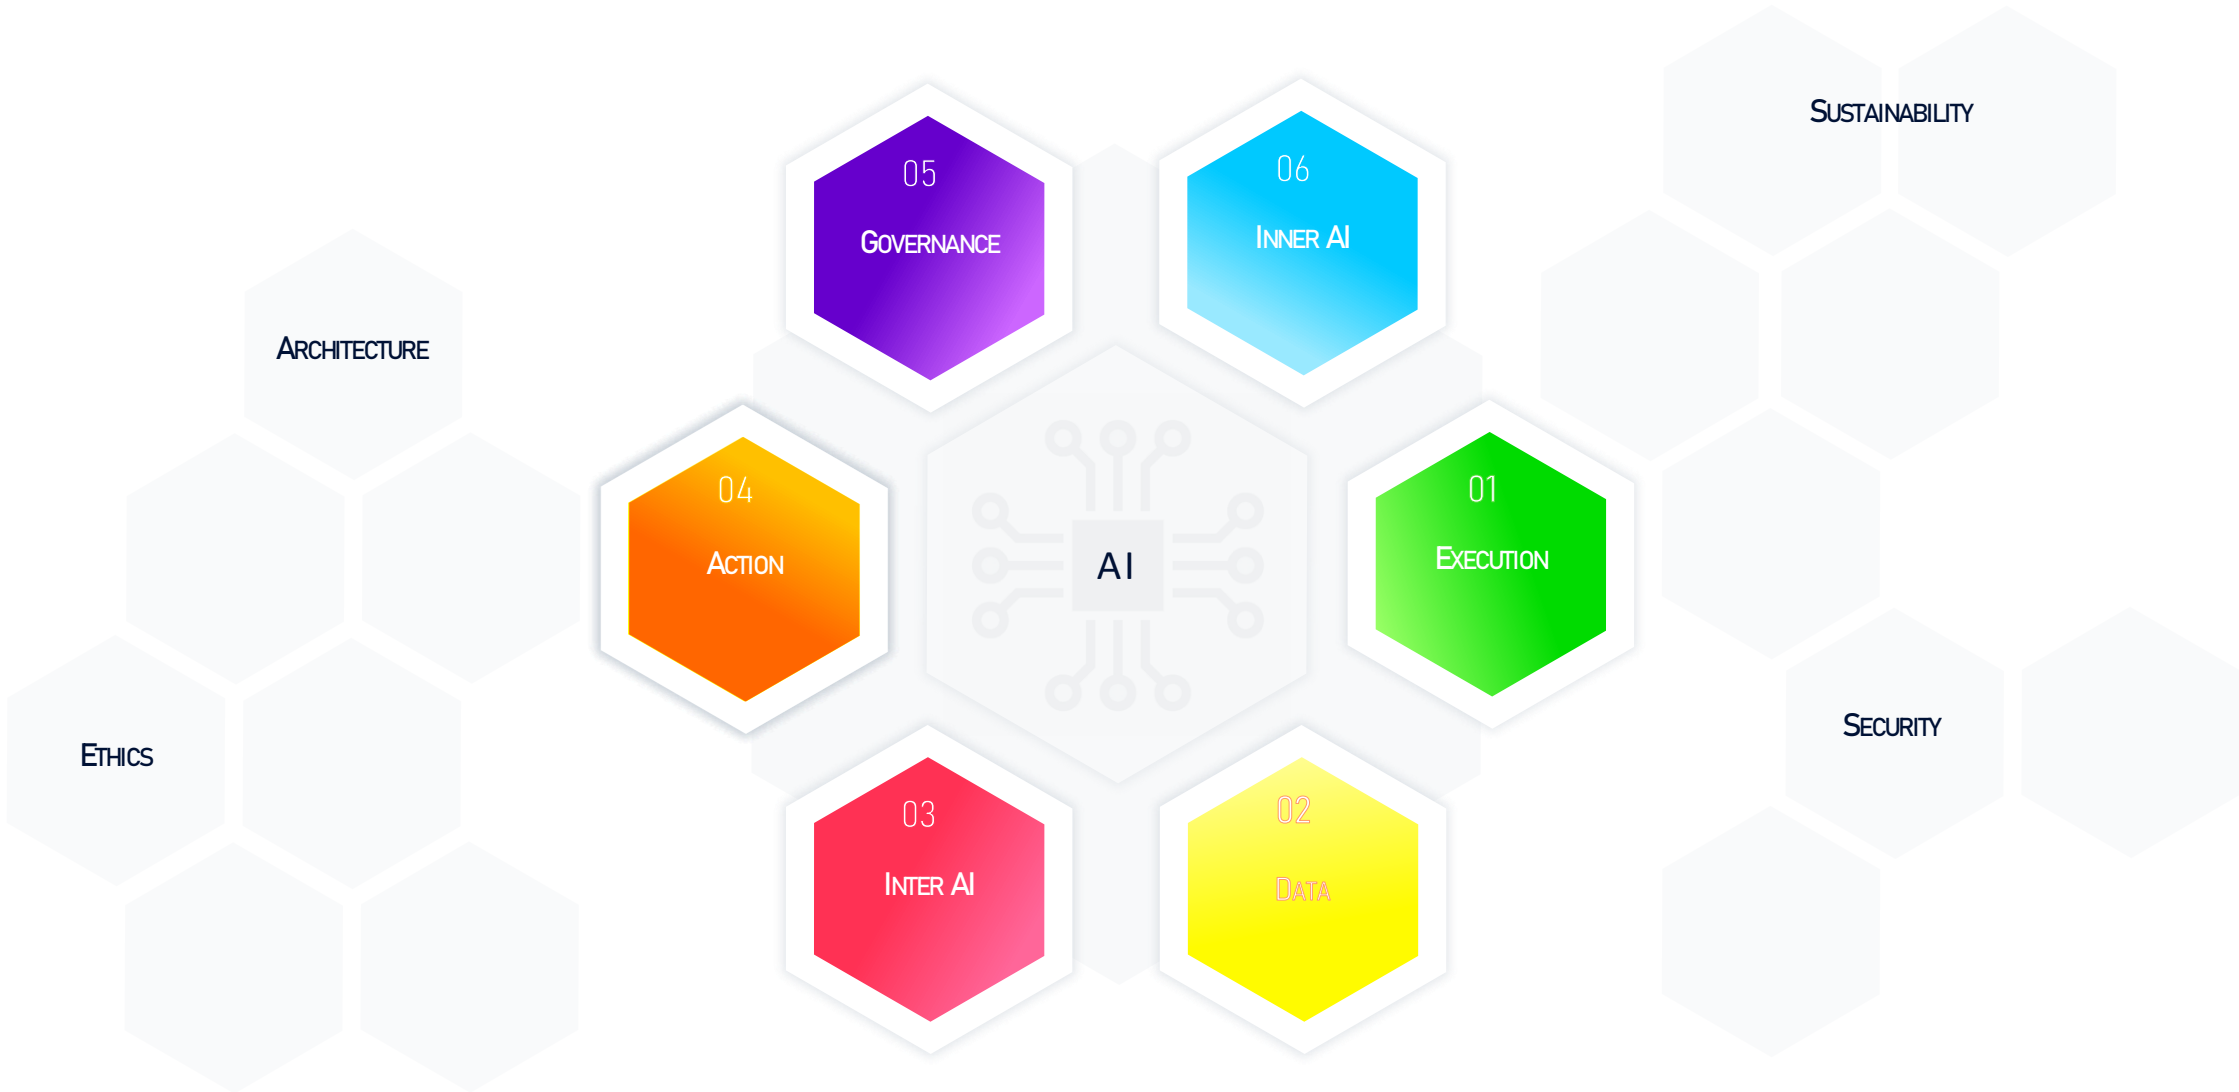 Sustainability
05
Governance
06
Inner AI
Architecture
04
Action
AI
01
Execution
Ethics
Security
03
Inter AI
02
Data